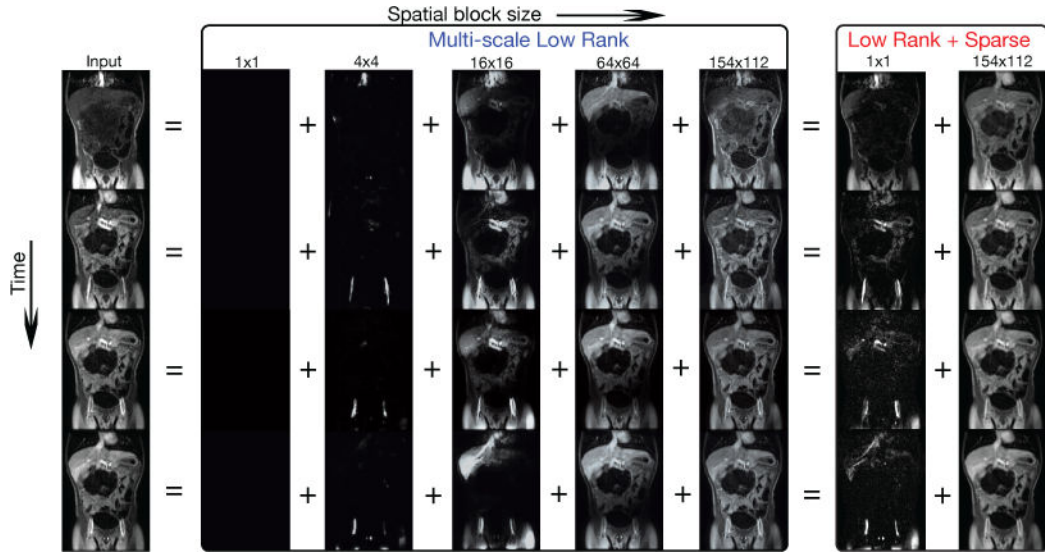 Spatial block size
Multi-scale Low Rank
Low Rank + Sparse
Input
1x1
4x4
16x16
64x64
154x112
1x1
154x112
= + + + + = +
Time
= + + + + = +
= + + + + = +
= + + + + = +